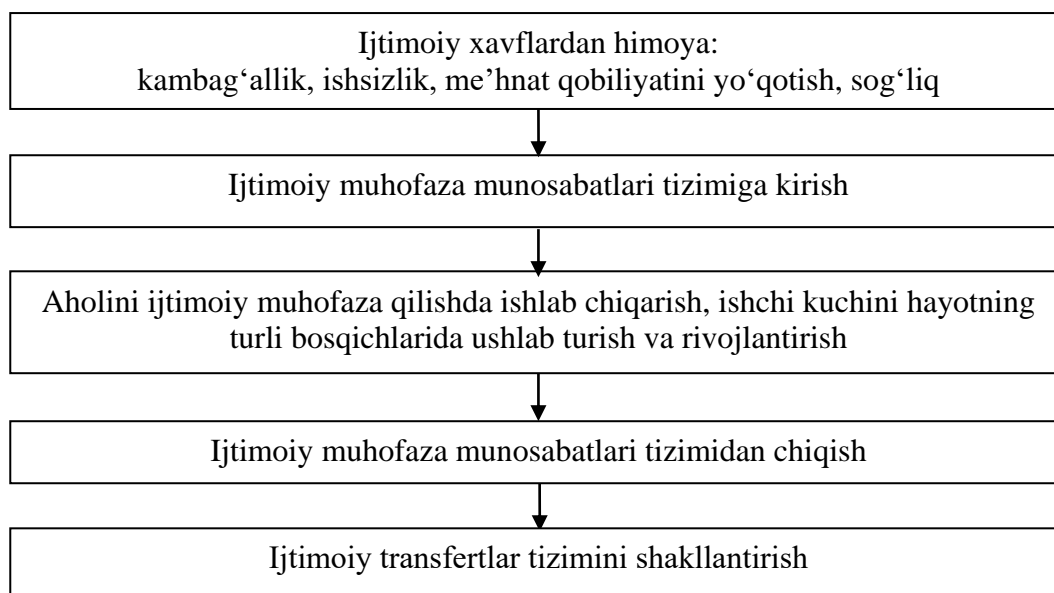 Ijtimoiy xavflardan himoya:
kambag‘allik, ishsizlik, me’hnat qobiliyatini yo‘qotish, sog‘liq
Ijtimoiy muhofaza munosabatlari tizimiga kirish
Aholini ijtimoiy muhofaza qilishda ishlab chiqarish, ishchi kuchini hayotning
turli bosqichlarida ushlab turish va rivojlantirish
Ijtimoiy muhofaza munosabatlari tizimidan chiqish
Ijtimoiy transfertlar tizimini shakllantirish